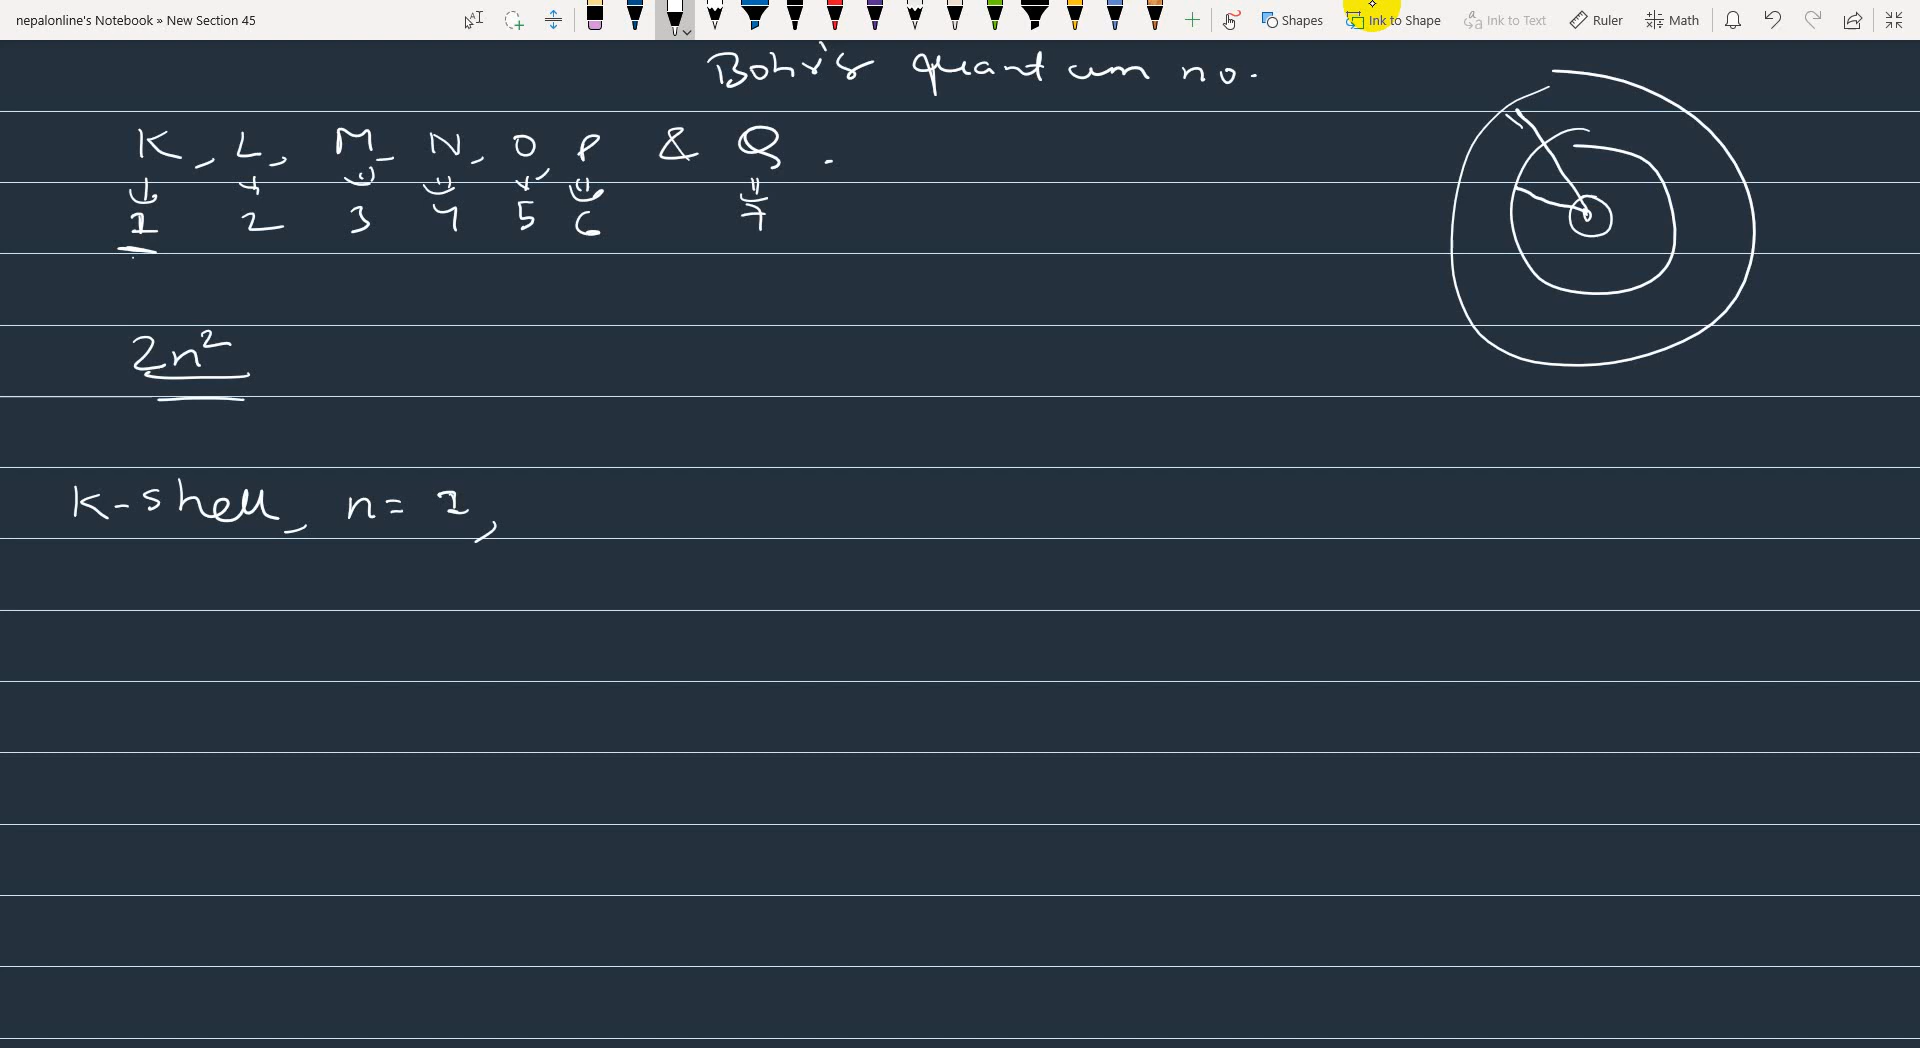 nepalonline's Notebook » New Section 45
Shapes Ink to Shape Ink to Text Ruler Math
Bohr's quantum no.
K, L, M, N, O, P & Q.
1 2 3 4 5 6 7
2n²
K-shell, n= 1,